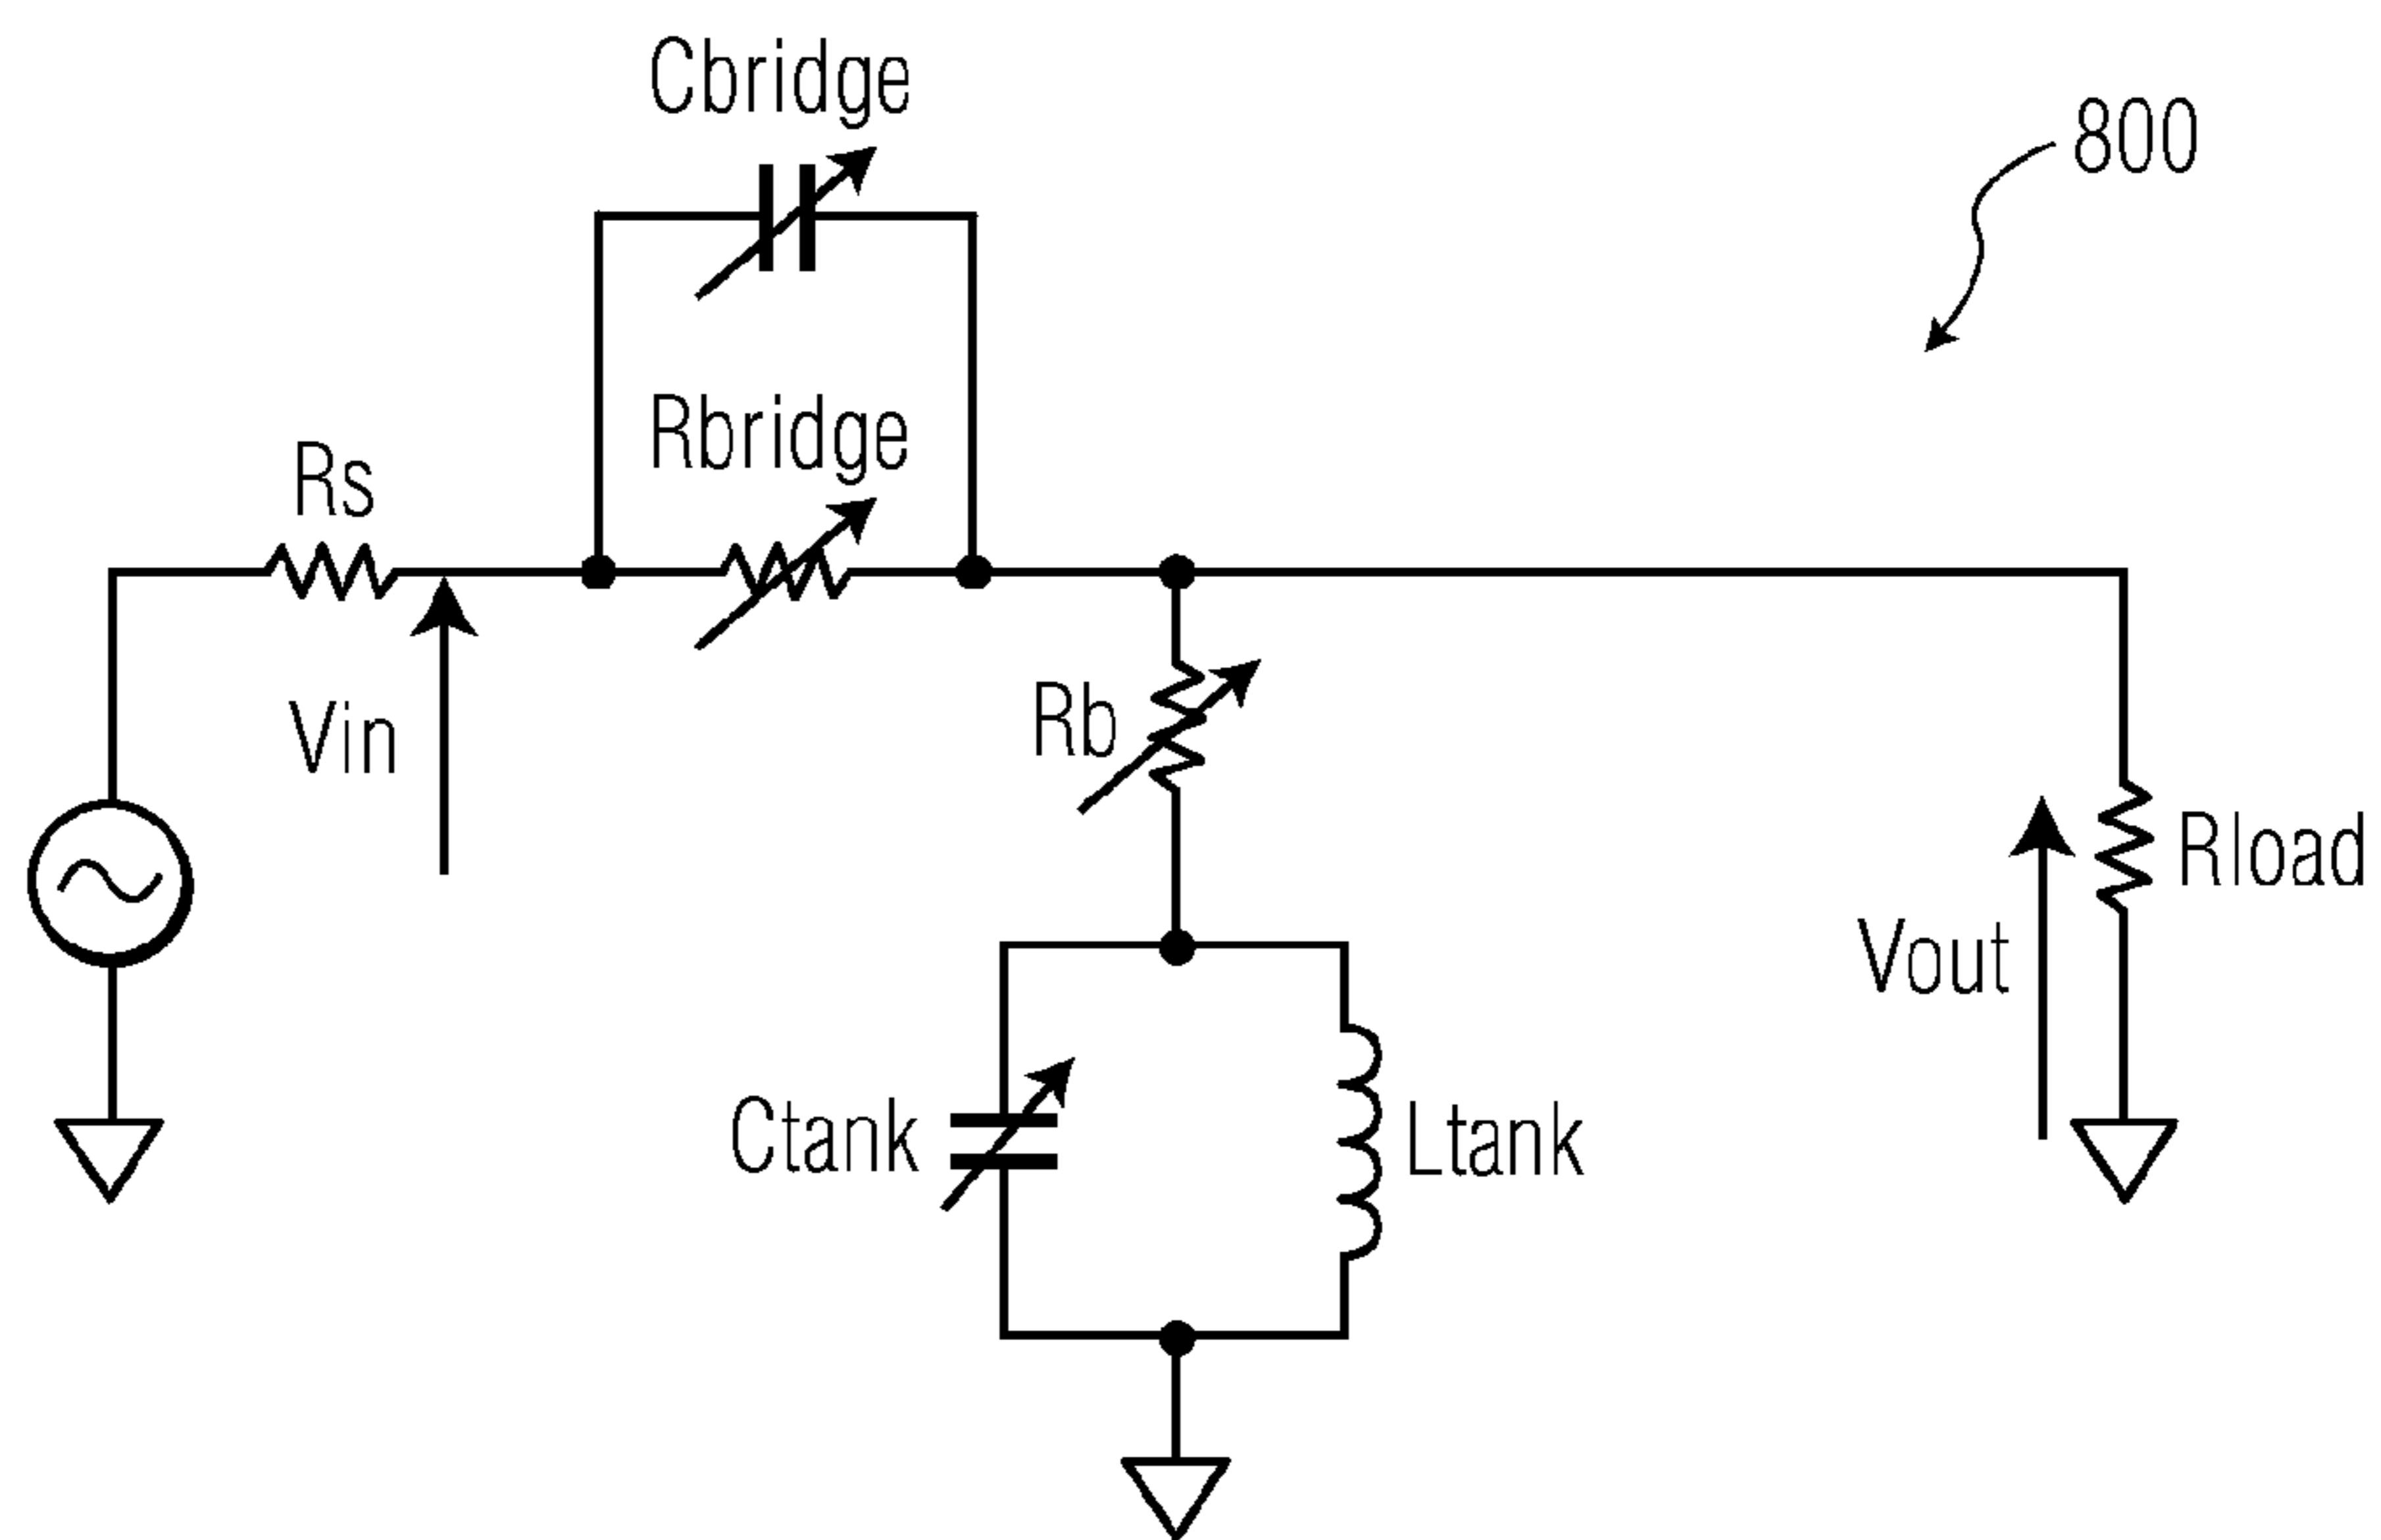 Cbridge
800
Rbridge
Rs
Rb
Vin
Rload
Vout
Ctank
Ltank